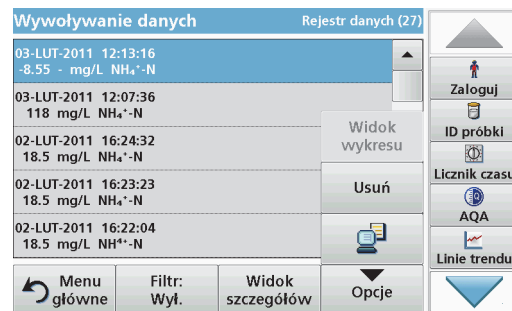 Wywoływanie danych
Rejestr danych (27)
03-LUT-2011 12:13:16
-8.55 - mg/L NH₄⁺-N
03-LUT-2011 12:07:36
118 mg/L NH₄⁺-N
02-LUT-2011 16:24:32
18.5 mg/L NH₄⁺-N
02-LUT-2011 16:23:23
18.5 mg/L NH₄⁺-N
02-LUT-2011 16:22:04
18.5 mg/L NH⁴⁺-N
Widok
wykresu
Usuń
Menu
główne
Filtr:
Wył.
Widok
szczegółów
Opcje
Zaloguj
ID próbki
Licznik czasu
AQA
Linie trendu